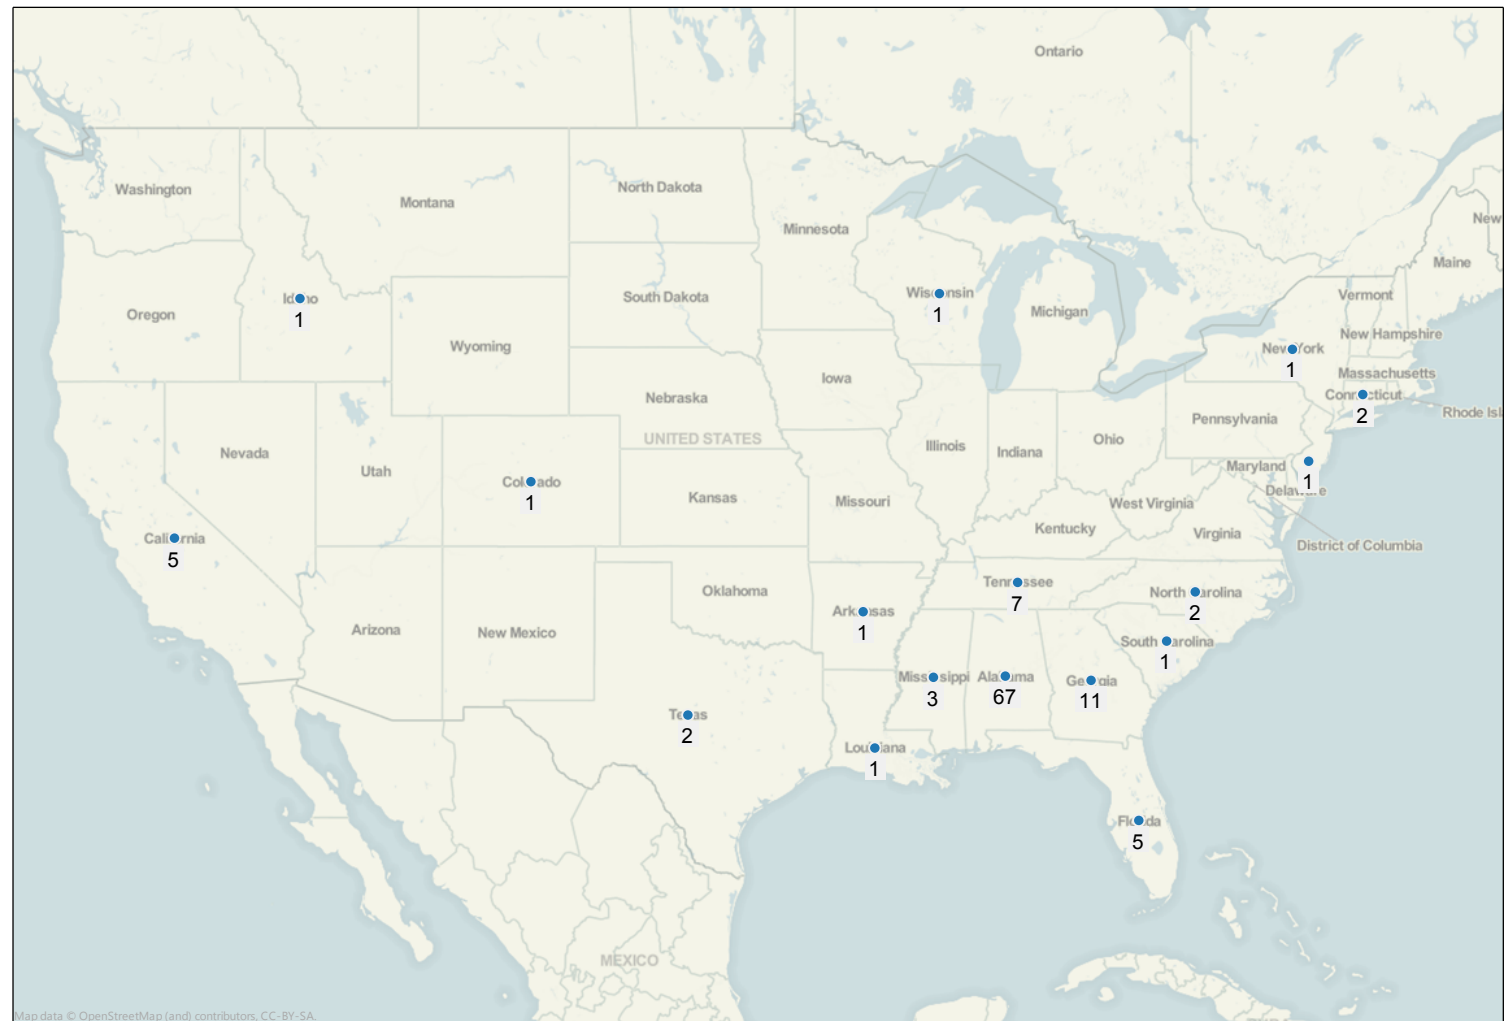 Ontario
Washington
Montana
North Dakota
Minnesota
New
Maine
Oregon
Idaho
1
South Dakota
Wisconsin
1
Michigan
Vermont
New Hampshire
Wyoming
New York
1
Massachusetts
Iowa
Nebraska
Connecticut
2
Rhode Isl
Pennsylvania
UNITED STATES
Nevada
Utah
Colorado
1
Illinois
Indiana
Ohio
Maryland
1
Delaware
Kansas
Missouri
West Virginia
Kentucky
Virginia
District of Columbia
California
5
Oklahoma
Arkansas
1
Tennessee
7
North Carolina
2
Arizona
New Mexico
South Carolina
1
Mississippi
3
Alabama
67
Georgia
11
Texas
2
Louisiana
1
Florida
5
MEXICO
Map data © OpenStreetMap (and) contributors, CC-BY-SA.